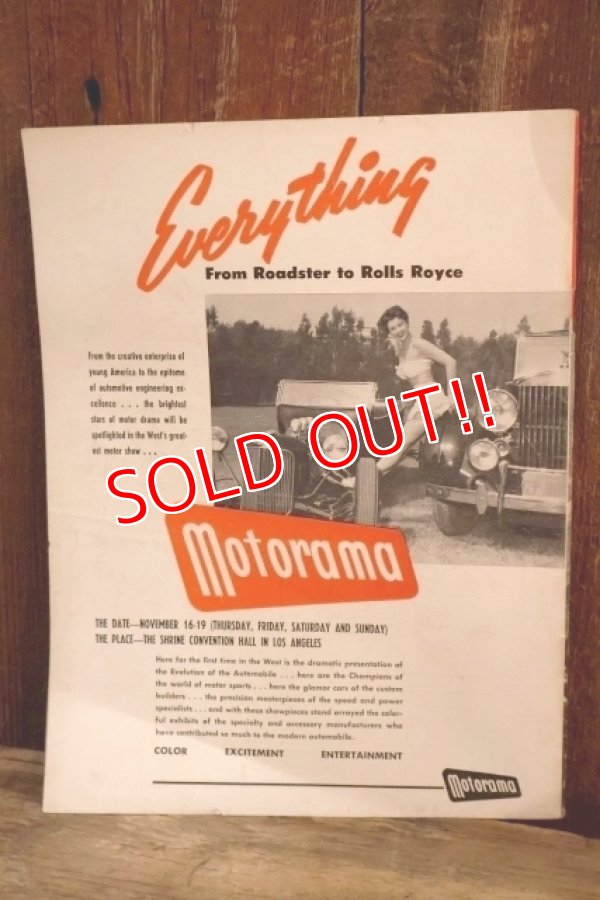 Everything
From Roadster to Rolls Royce
From the creative enterprise of
young America to the epitome
of automotive engineering ex-
cellence . . . the brightest
stars of motor drama will be
spotlighted in the West's great-
est motor show . . .
SOLD OUT!!
Motorama
THE DATE—NOVEMBER 16-19 (THURSDAY, FRIDAY, SATURDAY AND SUNDAY)
THE PLACE—THE SHRINE CONVENTION HALL IN LOS ANGELES
Here for the first time in the West is the dramatic presentation of
the Evolution of the Automobile . . . here are the Champions of
the world of motor sports . . . here the glamor cars of the custom
builders . . . the precision masterpieces of the speed and power
specialists . . . and with these showpieces stand arrayed the color-
ful exhibits of the specialty and accessory manufacturers who
have contributed so much to the modern automobile.
COLOR EXCITEMENT ENTERTAINMENT
Motorama